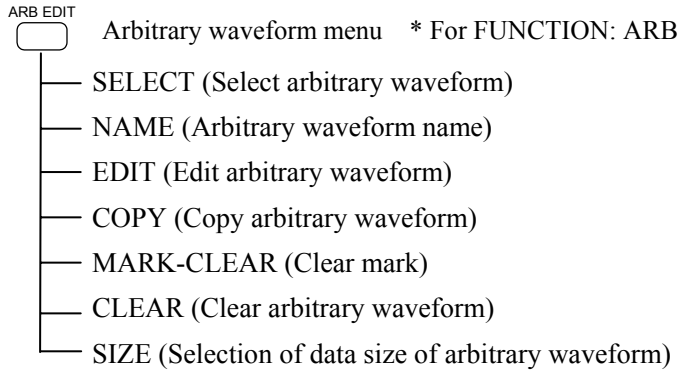 ARB EDIT
Arbitrary waveform menu * For FUNCTION: ARB
SELECT (Select arbitrary waveform)
NAME (Arbitrary waveform name)
EDIT (Edit arbitrary waveform)
COPY (Copy arbitrary waveform)
MARK-CLEAR (Clear mark)
CLEAR (Clear arbitrary waveform)
SIZE (Selection of data size of arbitrary waveform)